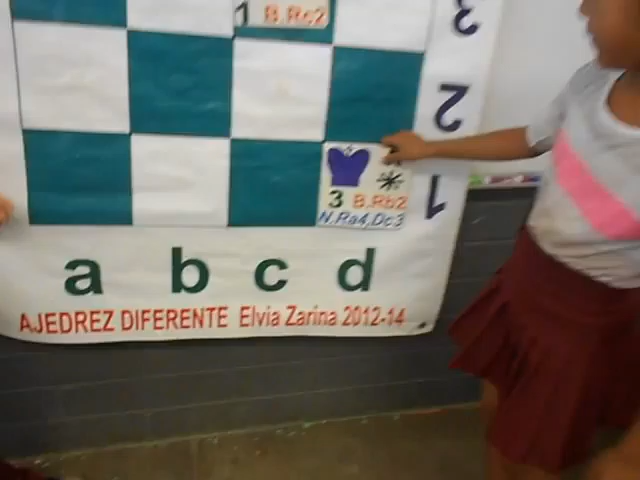 1 B.Rc2
3
2
3 B.Rb2
N.Ra4,Dc3
1
a b c d
AJEDREZ DIFERENTE Elvia Zarina 2012-14